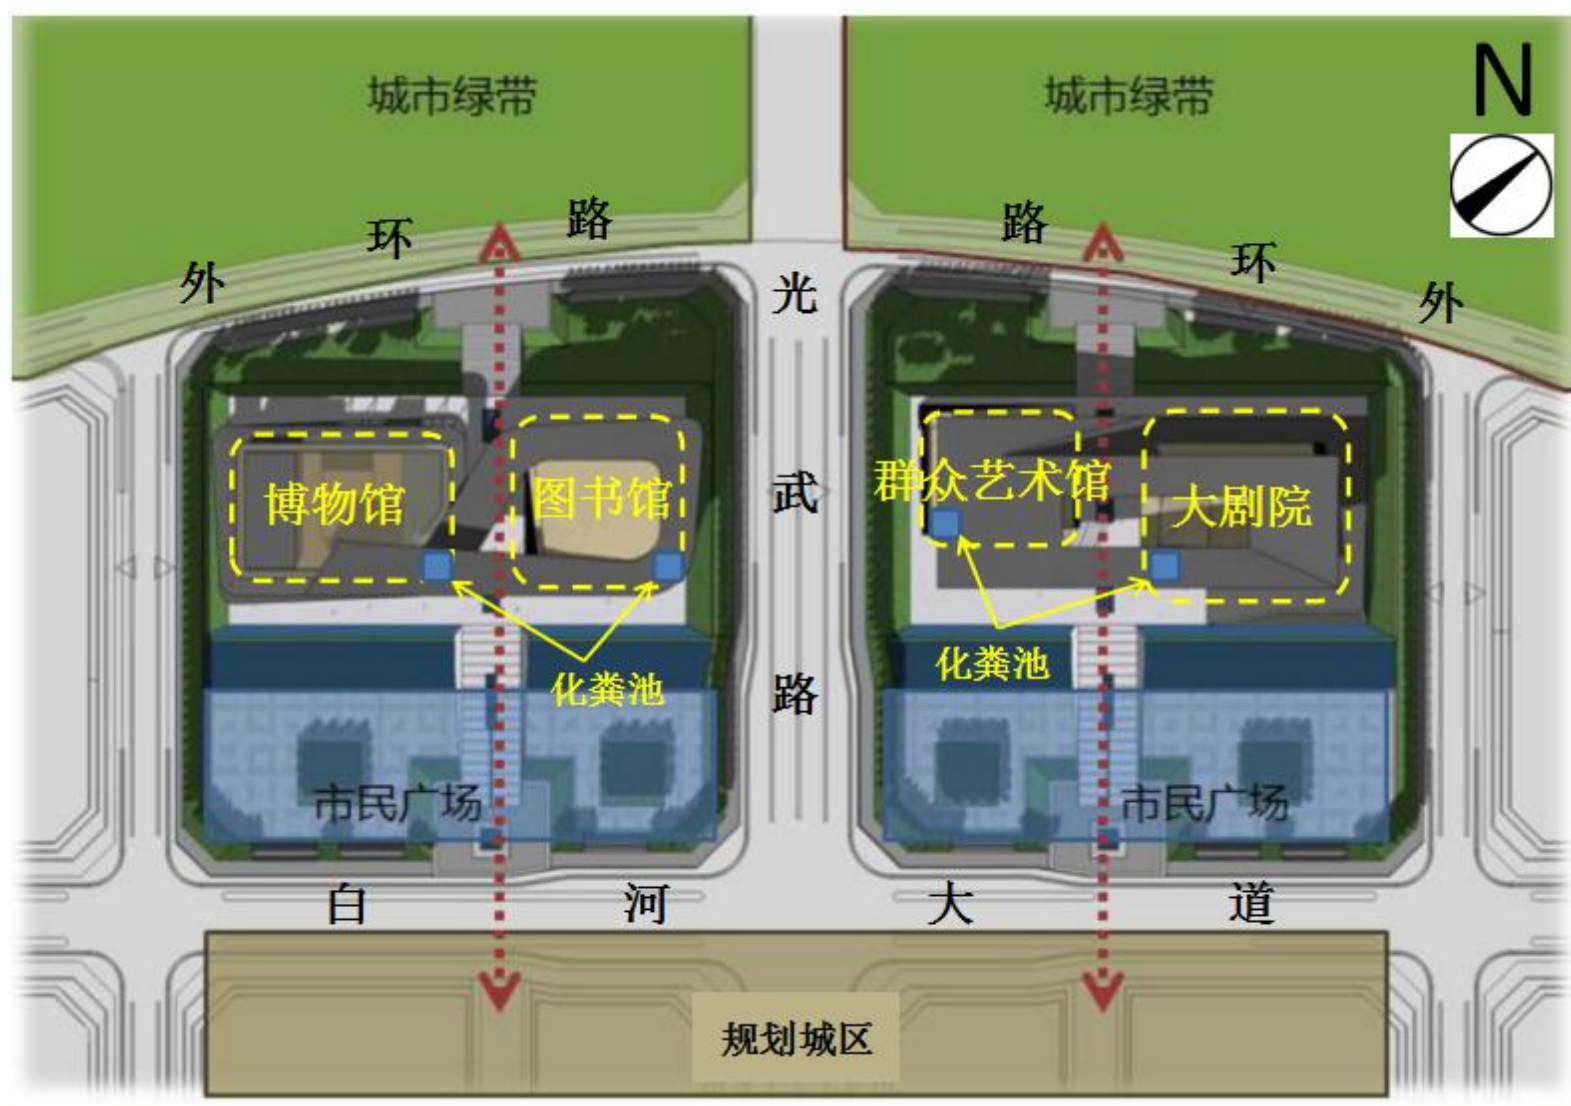 城市绿带
城市绿带
N
外环路
路环外
光武路
博物馆
图书馆
群众艺术馆
大剧院
化粪池
化粪池
市民广场
市民广场
白河大道
规划城区